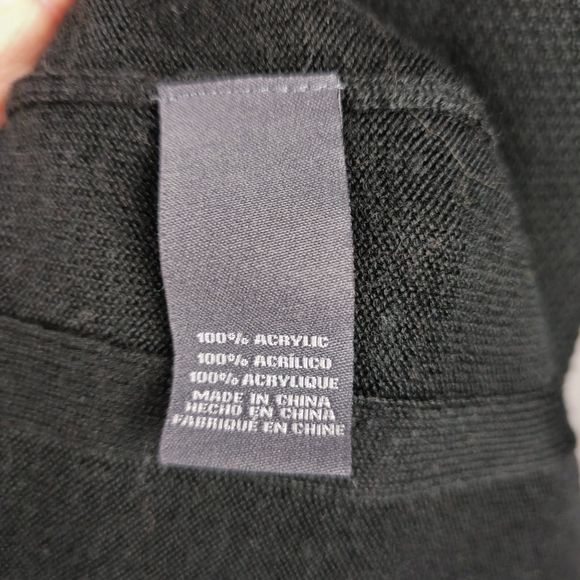 100% ACRYLIC
100% ACRÍLICO
100% ACRYLIQUE
MADE IN CHINA
HECHO EN CHINA
FABRIQUÉ EN CHINE